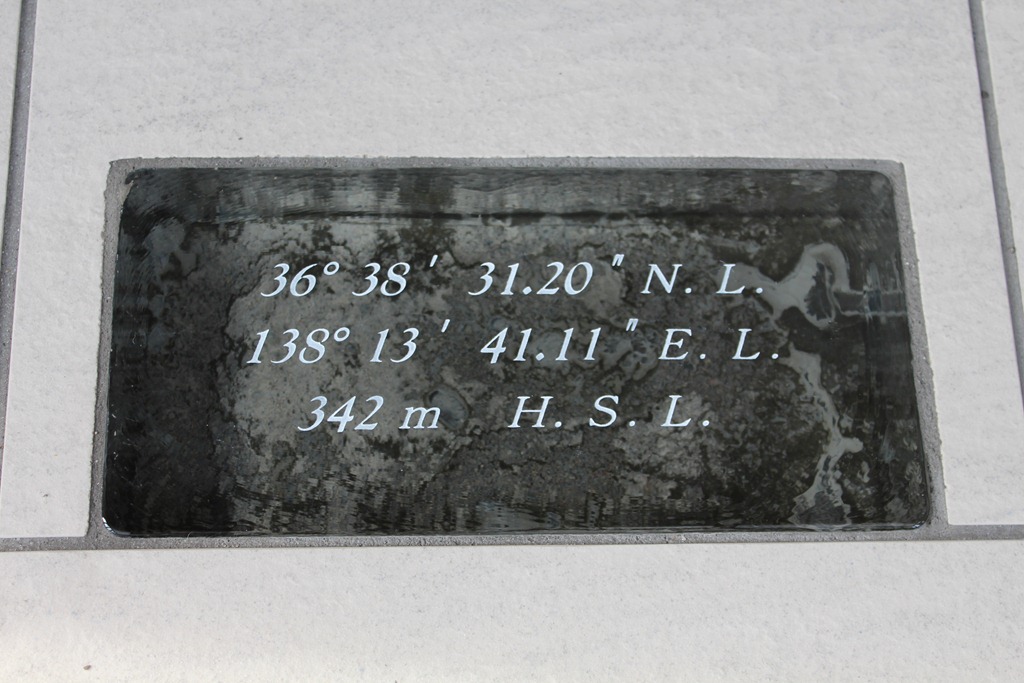 36° 38' 31.20" N. L.
138° 13' 41.11" E. L.
342 m H. S. L.